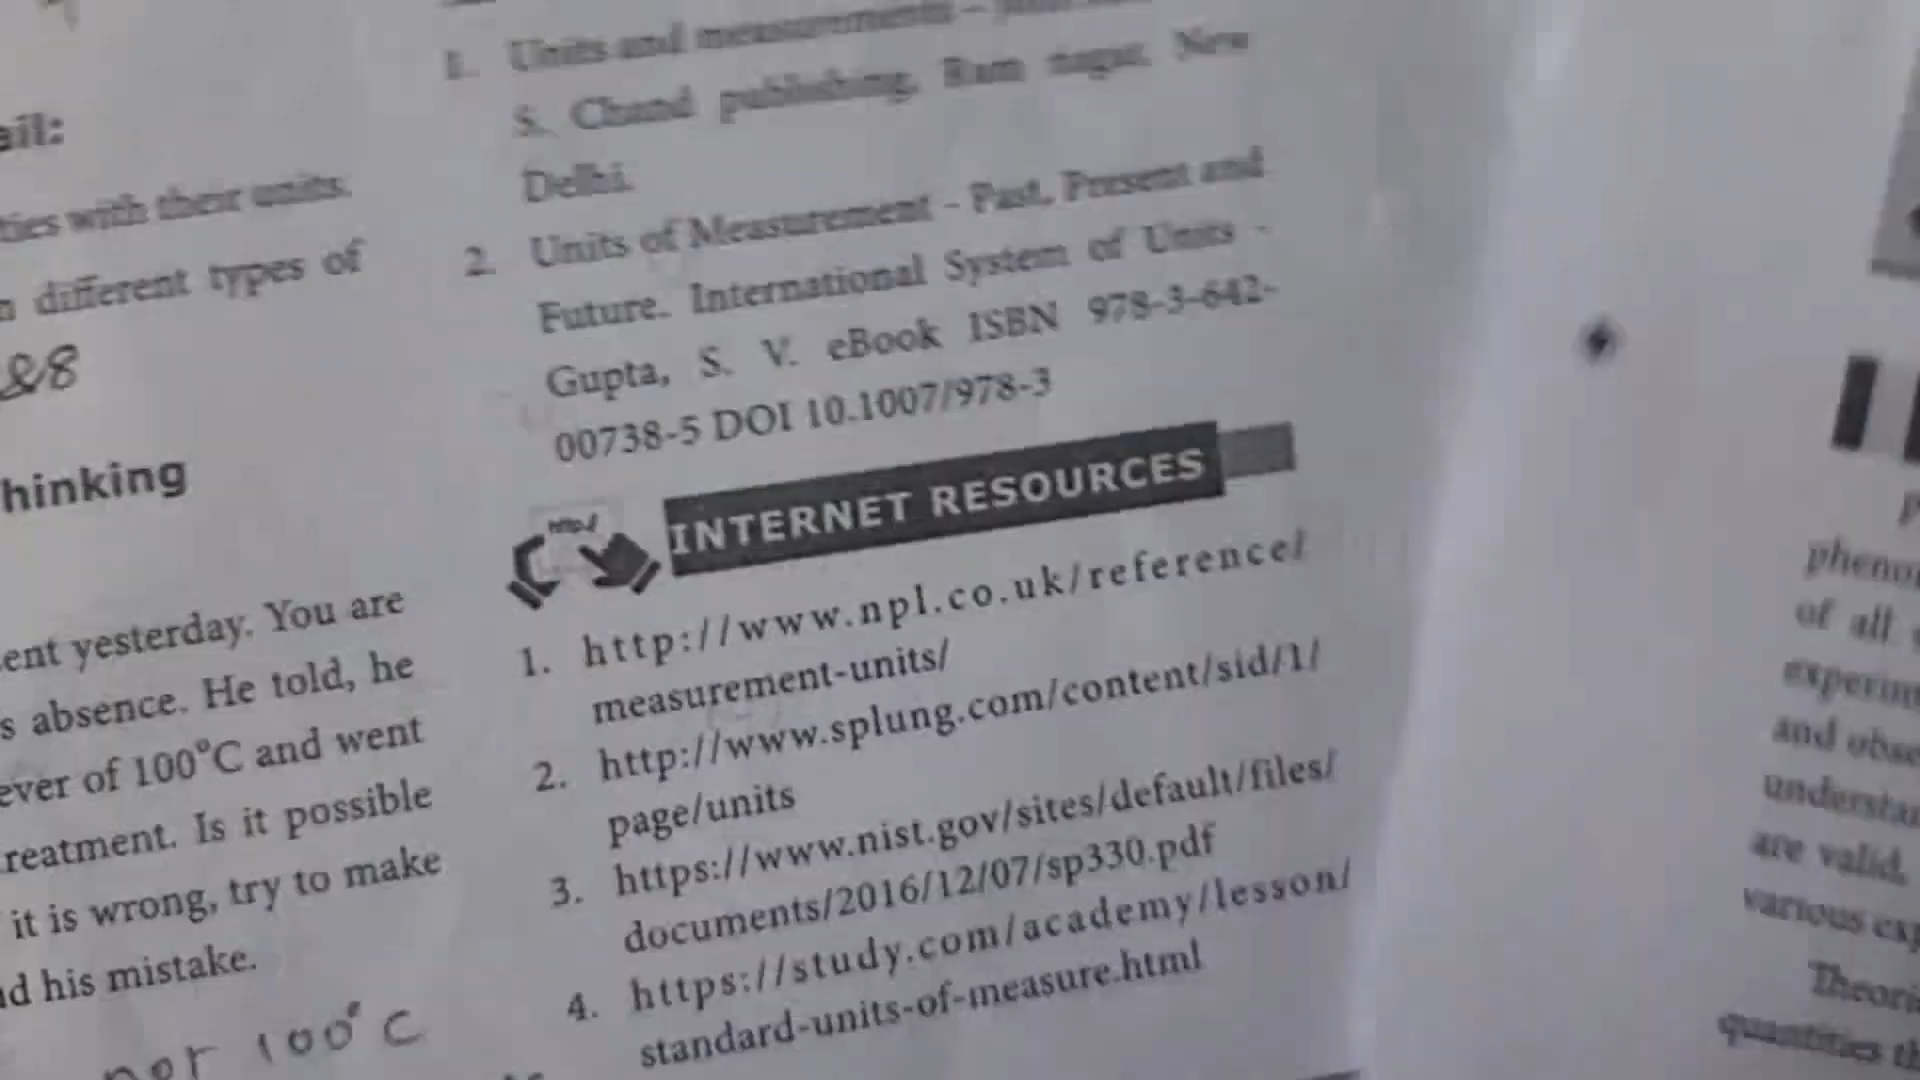 ail:
ties with their units.
n different types of
&8
hinking
ent yesterday. You are
s absence. He told, he
ever of 100°C and went
reatment. Is it possible
it is wrong, try to make
nd his mistake.
not 100°C
1. Units and measurements –
S. Chand publishing, Ram nagar, New
Delhi.
2. Units of Measurement - Past, Present and
Future. International System of Units -
Gupta, S. V. eBook ISBN 978-3-642-
00738-5 DOI 10.1007/978-3
http://
INTERNET RESOURCES
1. http://www.npl.co.uk/reference/
measurement-units/
2. http://www.splung.com/content/sid/1/
page/units
3. https://www.nist.gov/sites/default/files/
documents/2016/12/07/sp330.pdf
4. https://study.com/academy/lesson/
standard-units-of-measure.html
P
pheno
of all
experim
and obse
understa
are valid,
various exp
Theori
quantities th